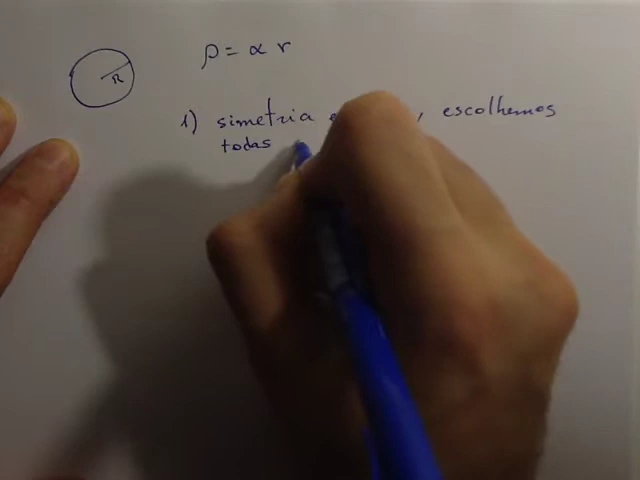 R
ρ = α r
1) simetria , escolhemos
todas